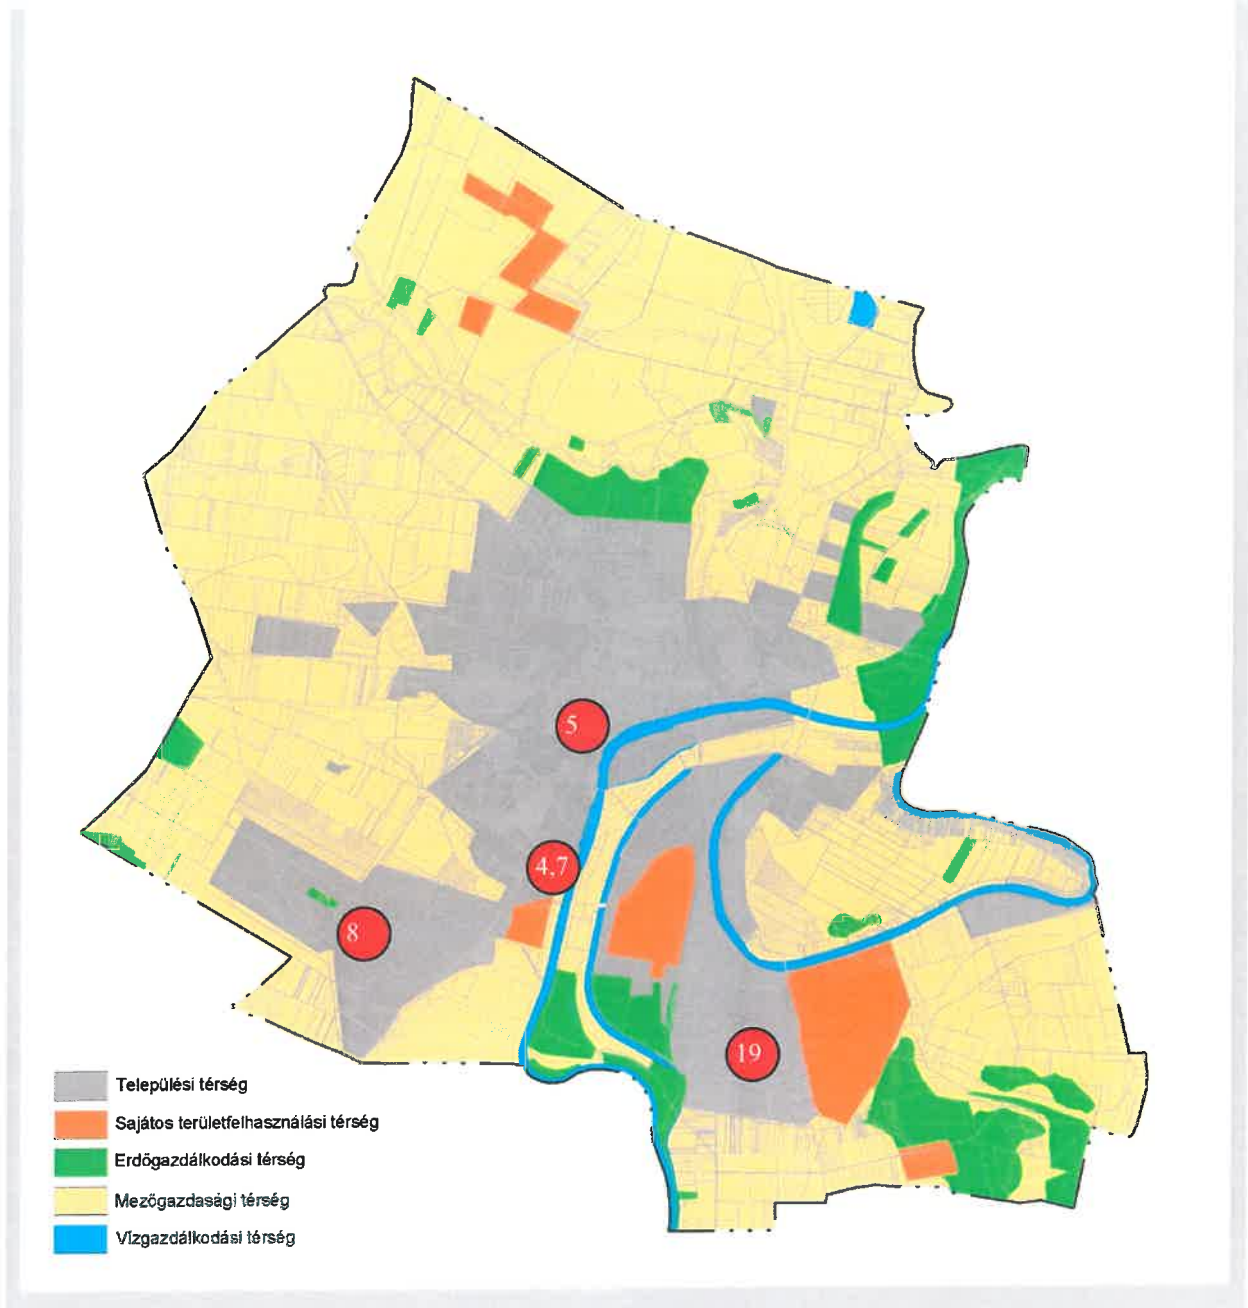 5
4,7
8
19
Települési térség
Sajátos területfelhasználási térség
Erdőgazdálkodási térség
Mezőgazdasági térség
Vízgazdálkodási térség